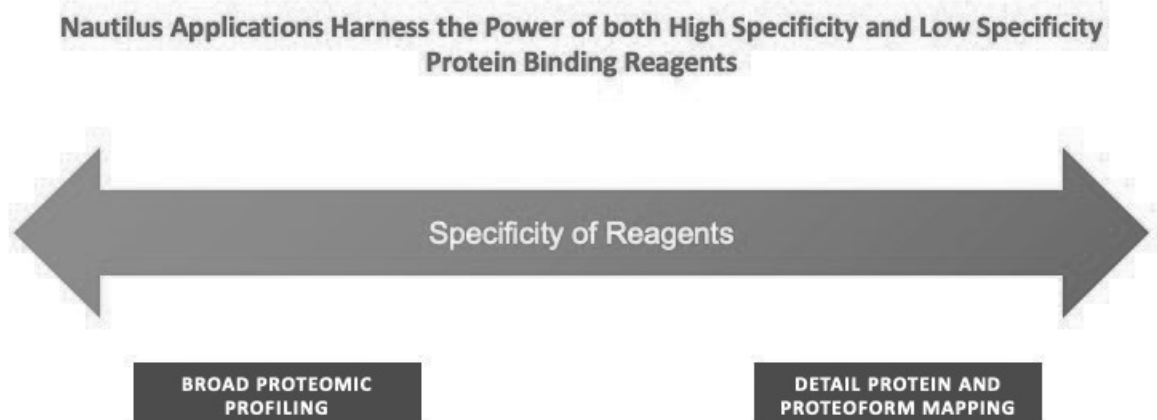 Nautilus Applications Harness the Power of both High Specificity and Low Specificity
Protein Binding Reagents
Specificity of Reagents
BROAD PROTEOMIC
PROFILING
DETAIL PROTEIN AND
PROTEOFORM MAPPING